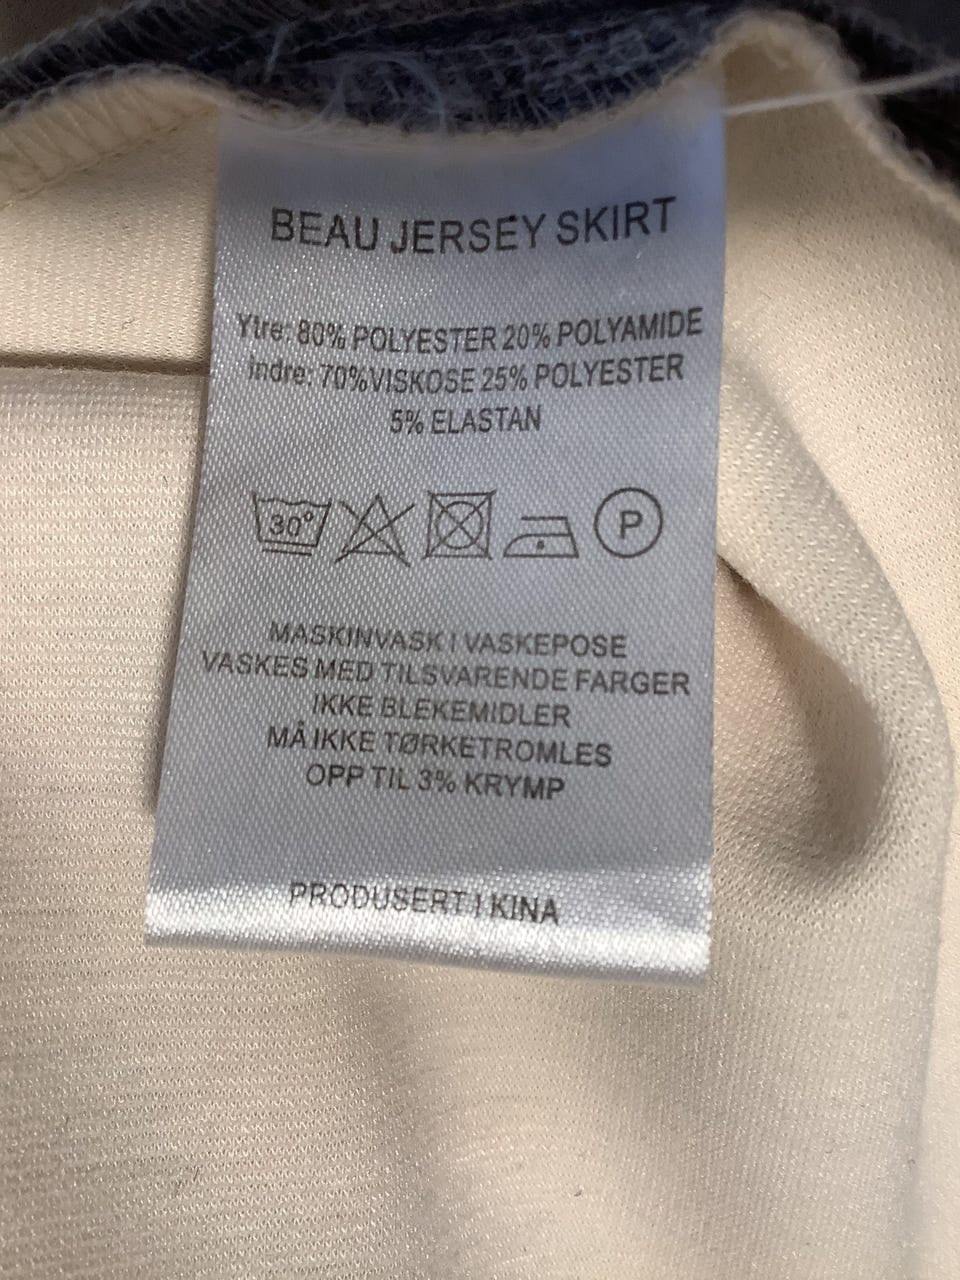 BEAU JERSEY SKIRT
Ytre: 80% POLYESTER 20% POLYAMIDE
indre: 70%VISKOSE 25% POLYESTER
5% ELASTAN
30° P
MASKINVASK I VASKEPOSE
VASKES MED TILSVARENDE FARGER
IKKE BLEKEMIDLER
MÅ IKKE TØRKETROMLES
OPP TIL 3% KRYMP
PRODUSERT I KINA